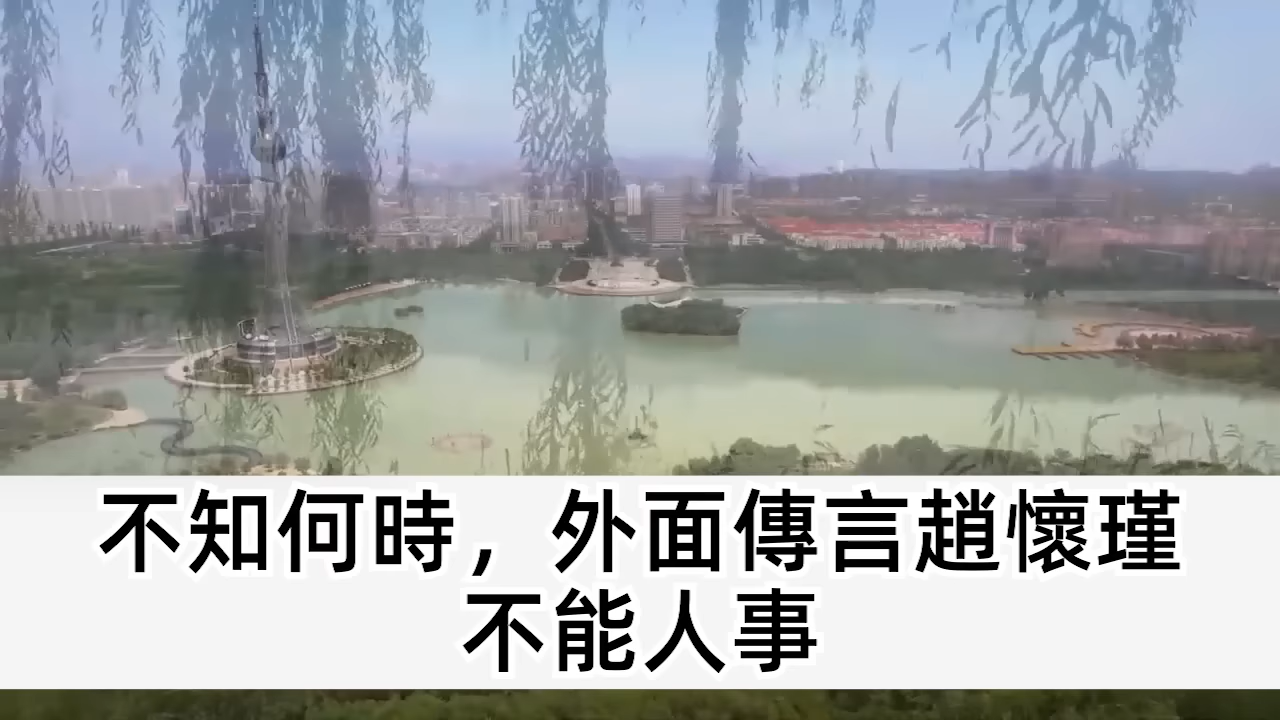 不知何時，外面傳言趙懷瑾
不能人事